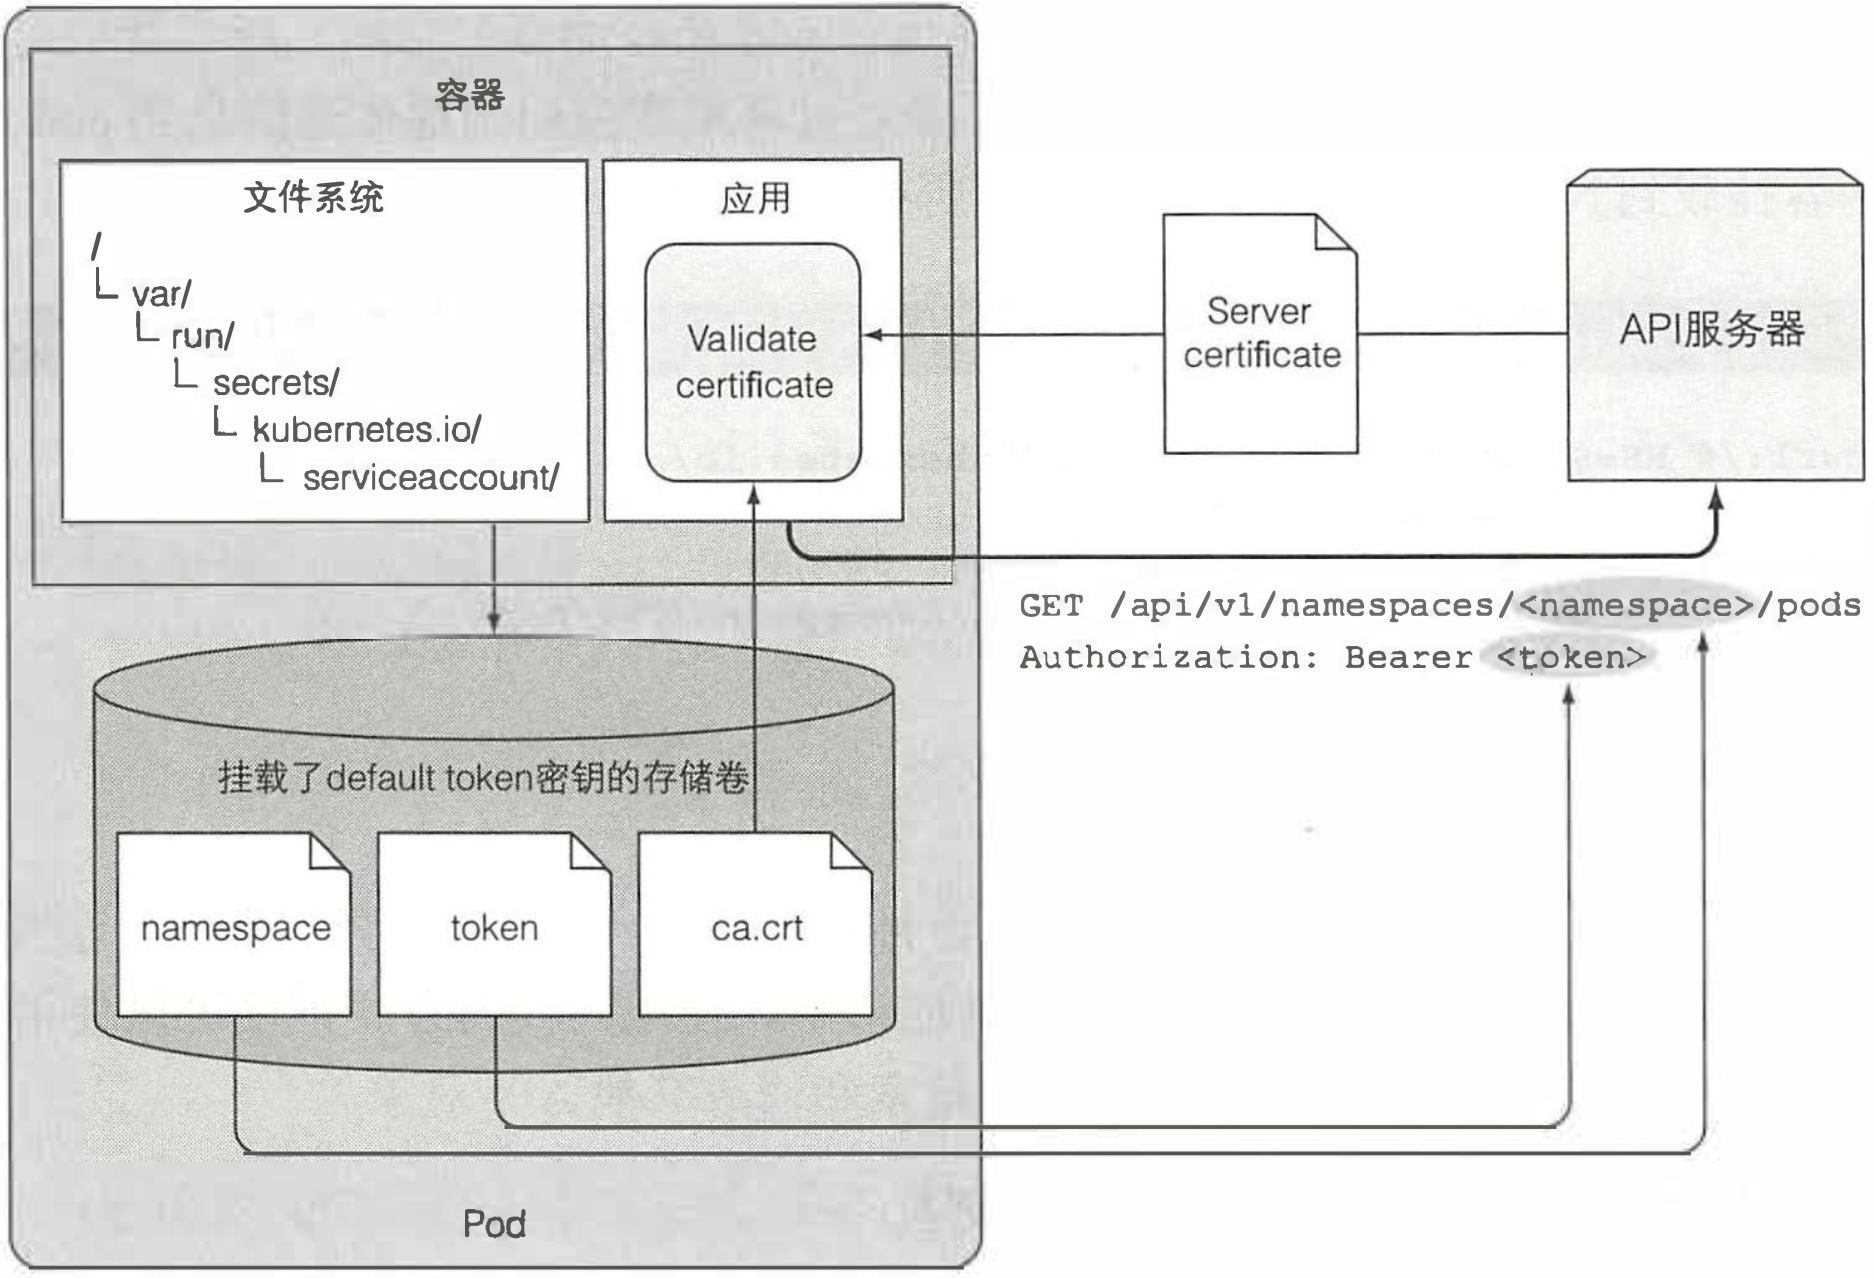 容器
文件系统
/
var/
run/
secrets/
kubernetes.io/
serviceaccount/
应用
Validate
certificate
Server
certificate
API服务器
GET /api/v1/namespaces/<namespace>/pods
Authorization: Bearer <token>
挂载了default token密钥的存储卷
namespace
token
ca.crt
Pod